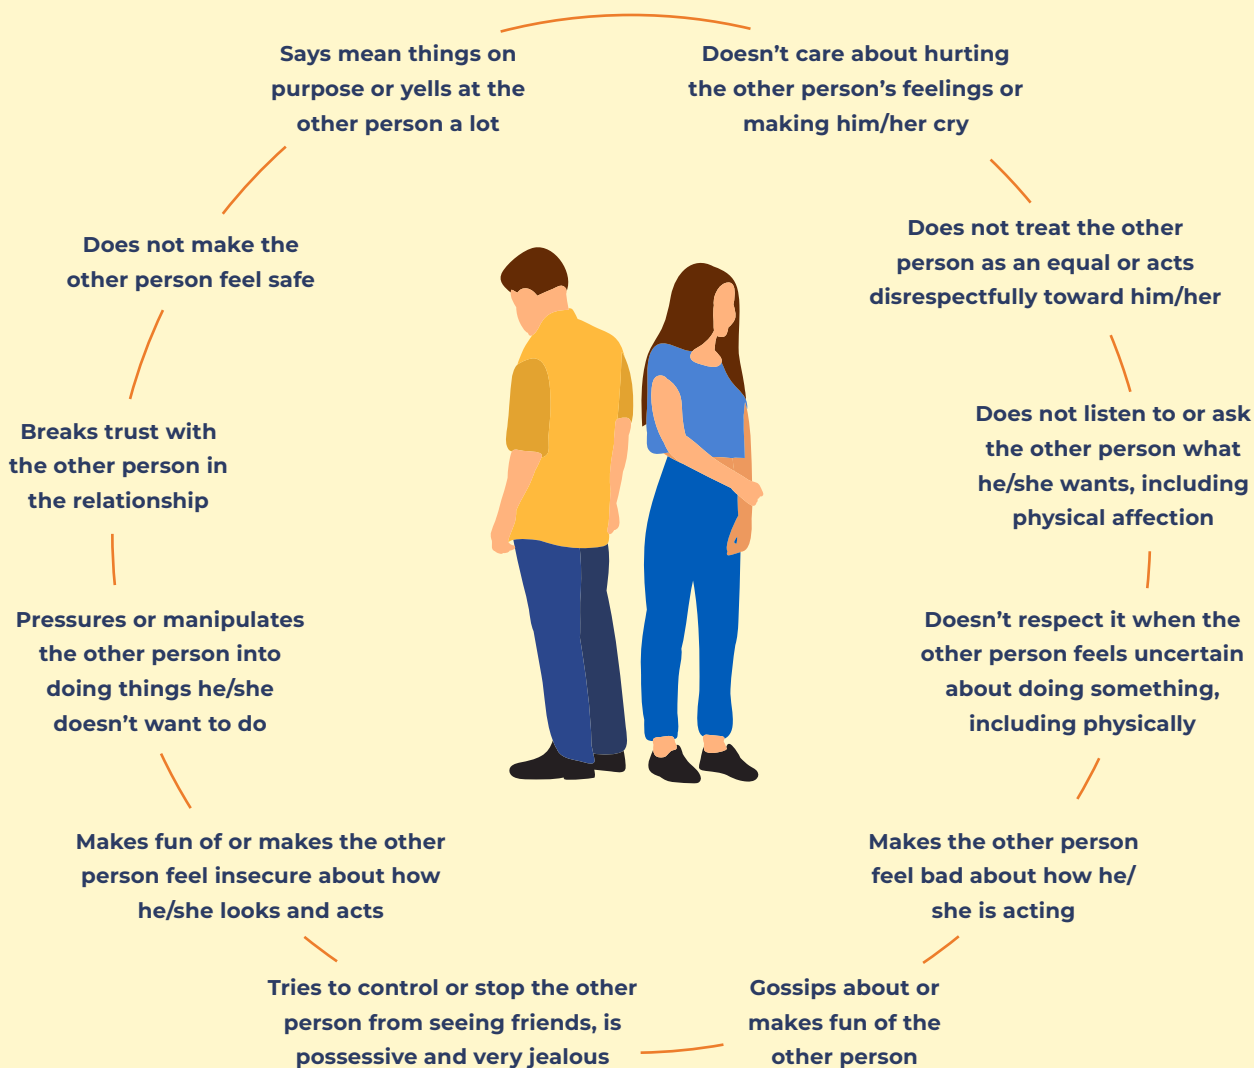 Says mean things on
purpose or yells at the
other person a lot
Doesn’t care about hurting
the other person’s feelings or
making him/her cry
Does not treat the other
person as an equal or acts
disrespectfully toward him/her
Does not listen to or ask
the other person what
he/she wants, including
physical affection
Doesn’t respect it when the
other person feels uncertain
about doing something,
including physically
Makes the other person
feel bad about how he/
she is acting
Gossips about or
makes fun of the
other person
Tries to control or stop the other
person from seeing friends, is
possessive and very jealous
Makes fun of or makes the other
person feel insecure about how
he/she looks and acts
Pressures or manipulates
the other person into
doing things he/she
doesn’t want to do
Breaks trust with
the other person in
the relationship
Does not make the
other person feel safe